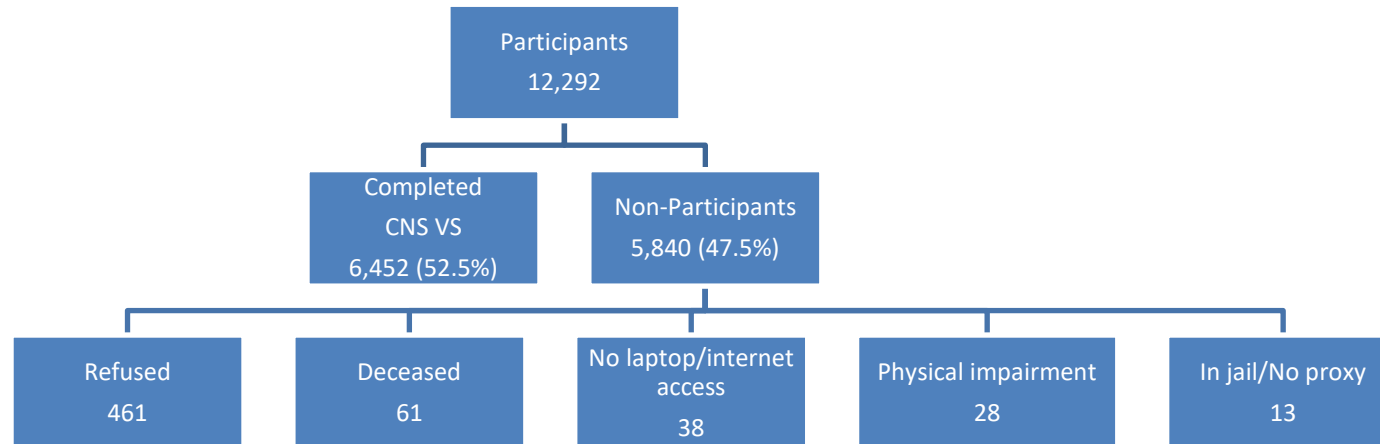 Participants
12,292
Completed
CNS VS
6,452 (52.5%)
Non-Participants
5,840 (47.5%)
Refused
461
Deceased
61
No laptop/internet
access
38
Physical impairment
28
In jail/No proxy
13